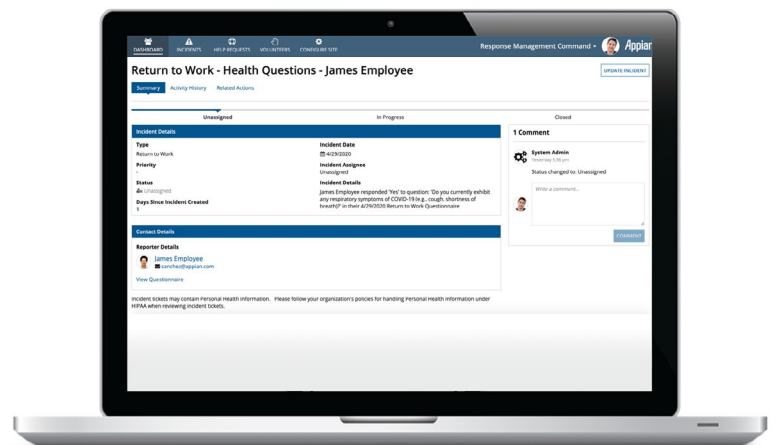 DASHBOARD
INCIDENTS
HELP REQUESTS
VOLUNTEERS
CONFIGURE SITE
Response Management Command
Appian
Return to Work - Health Questions - James Employee
UPDATE INCIDENT
Summary
Activity History
Related Actions
Unassigned
In Progress
Closed
Incident Details
Type
Return to Work
Priority
-
Status
Unassigned
Days Since Incident Created
1
Incident Date
4/29/2020
Incident Assignee
Unassigned
Incident Details
James Employee responded 'Yes' to question: 'Do you currently exhibit
any respiratory symptoms of COVID-19 (e.g., cough, shortness of
breath)?' in their 4/29/2020 Return to Work Questionnaire
1 Comment
System Admin
Yesterday 5:36 pm
Status changed to: Unassigned
Write a comment...
COMMENT
Contact Details
Reporter Details
James Employee
sanchez@appian.com
View Questionnaire
Incident tickets may contain Personal Health Information. Please follow your organization's policies for handling Personal Health Information under
HIPAA when reviewing incident tickets.